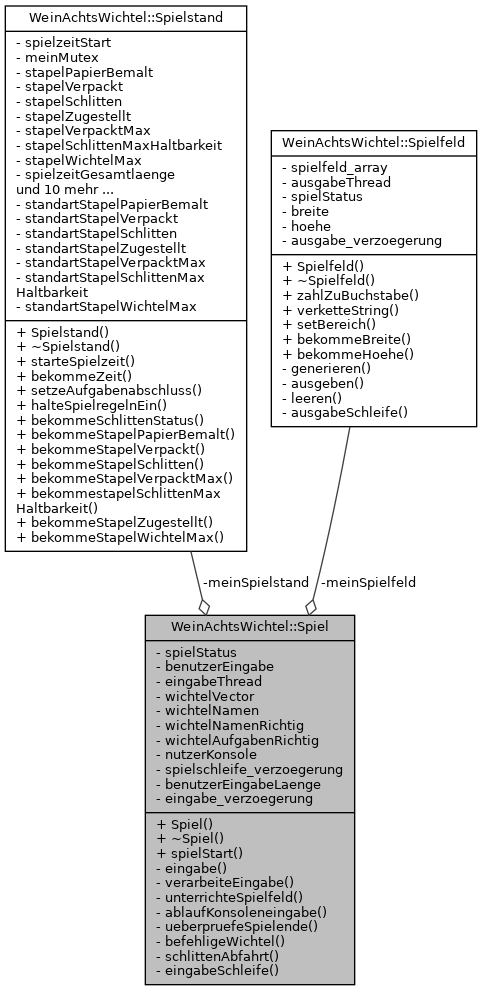 WeinAchtsWichtel::Spielstand
- spielzeitStart
- meinMutex
- stapelPapierBemalt
- stapelVerpackt
- stapelSchlitten
- stapelZugestellt
- stapelVerpacktMax
- stapelSchlittenMaxHaltbarkeit
- stapelWichtelMax
- spielzeitGesamtlaenge
und 10 mehr ...
- standartStapelPapierBemalt
- standartStapelVerpackt
- standartStapelSchlitten
- standartStapelZugestellt
- standartStapelVerpacktMax
- standartStapelSchlittenMax
Haltbarkeit
- standartStapelWichtelMax
+ Spielstand()
+ ~Spielstand()
+ starteSpielzeit()
+ bekommeZeit()
+ setzeAufgabenabschluss()
+ halteSpielregelnEin()
+ bekommeSchlittenStatus()
+ bekommeStapelPapierBemalt()
+ bekommeStapelVerpackt()
+ bekommeStapelSchlitten()
+ bekommeStapelVerpacktMax()
+ bekommestapelSchlittenMax
Haltbarkeit()
+ bekommeStapelZugestellt()
+ bekommeStapelWichtelMax()
WeinAchtsWichtel::Spielfeld
- spielfeld_array
- ausgabeThread
- spielStatus
- breite
- hoehe
- ausgabe_verzoegerung
+ Spielfeld()
+ ~Spielfeld()
+ zahlZuBuchstabe()
+ verketteString()
+ setBereich()
+ bekommeBreite()
+ bekommeHoehe()
- generieren()
- ausgeben()
- leeren()
- ausgabeSchleife()
-meinSpielstand
-meinSpielfeld
WeinAchtsWichtel::Spiel
- spielStatus
- benutzerEingabe
- eingabeThread
- wichtelVector
- wichtelNamen
- wichtelNamenRichtig
- wichtelAufgabenRichtig
- nutzerKonsole
- spielschleife_verzoegerung
- benutzerEingabeLaenge
- eingabe_verzoegerung
+ Spiel()
+ ~Spiel()
+ spielStart()
- eingabe()
- verarbeiteEingabe()
- unterrichteSpielfeld()
- ablaufKonsoleneingabe()
- ueberpruefeSpielende()
- befehligeWichtel()
- schlittenAbfahrt()
- eingabeSchleife()